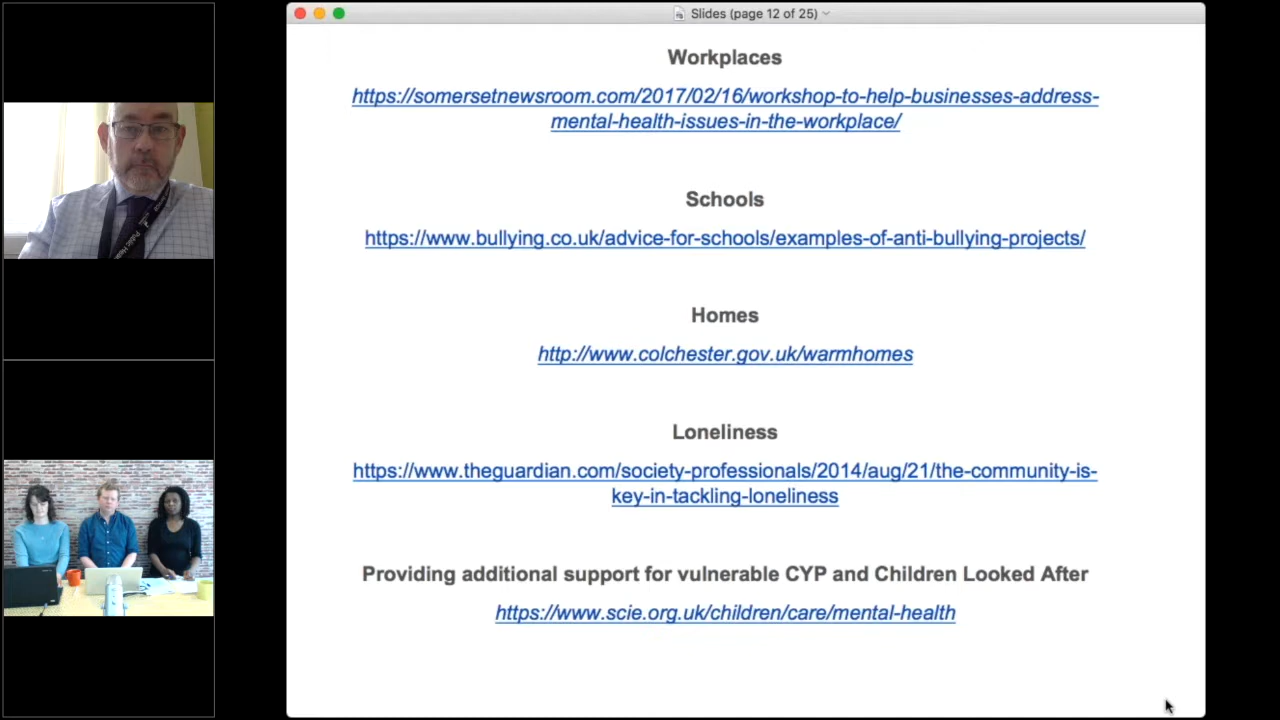 Slides (page 12 of 25)
Workplaces
https://somersetnewsroom.com/2017/02/16/workshop-to-help-businesses-address-
mental-health-issues-in-the-workplace/
Schools
https://www.bullying.co.uk/advice-for-schools/examples-of-anti-bullying-projects/
Homes
http://www.colchester.gov.uk/warmhomes
Loneliness
https://www.theguardian.com/society-professionals/2014/aug/21/the-community-is-
key-in-tackling-loneliness
Providing additional support for vulnerable CYP and Children Looked After
https://www.scie.org.uk/children/care/mental-health